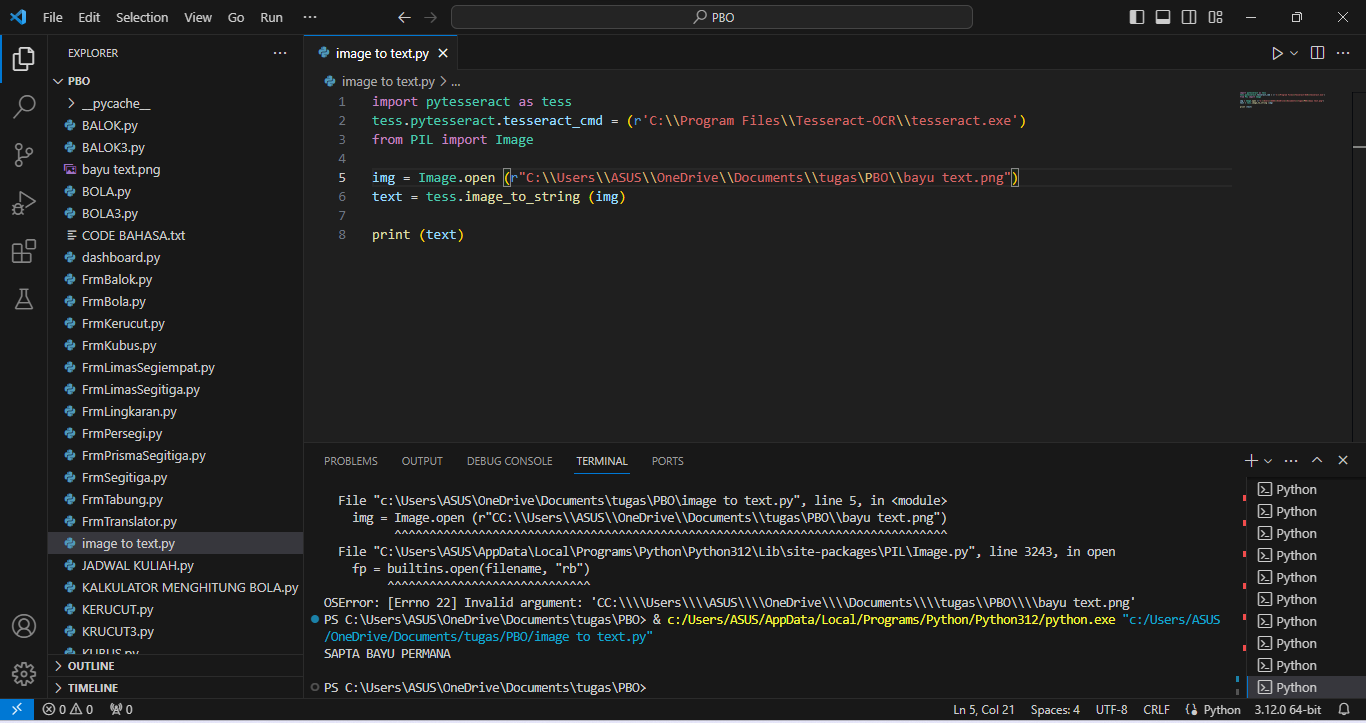 File Edit Selection View Go Run ··· PBO
EXPLORER ···
PBO
__pycache__
BALOK.py
BALOK3.py
bayu text.png
BOLA.py
BOLA3.py
CODE BAHASA.txt
dashboard.py
FrmBalok.py
FrmBola.py
FrmKerucut.py
FrmKubus.py
FrmLimasSegiempat.py
FrmLimasSegitiga.py
FrmLingkaran.py
FrmPersegi.py
FrmPrismaSegitiga.py
FrmSegitiga.py
FrmTabung.py
FrmTranslator.py
image to text.py
JADWAL KULIAH.py
KALKULATOR MENGHITUNG BOLA.py
KERUCUT.py
KRUCUT3.py
KUBUS.py
OUTLINE
TIMELINE
image to text.py
image to text.py > ...
1 import pytesseract as tess
2 tess.pytesseract.tesseract_cmd = (r'C:\\Program Files\\Tesseract-OCR\\tesseract.exe')
3 from PIL import Image
4
5 img = Image.open (r"C:\\Users\\ASUS\\OneDrive\\Documents\\tugas\PBO\\bayu text.png")
6 text = tess.image_to_string (img)
7
8 print (text)
PROBLEMS OUTPUT DEBUG CONSOLE TERMINAL PORTS
File "c:\Users\ASUS\OneDrive\Documents\tugas\PBO\image to text.py", line 5, in <module>
img = Image.open (r"CC:\\Users\\ASUS\\OneDrive\\Documents\\tugas\PBO\\bayu text.png")
^^^^^^^^^^^^^^^^^^^^^^^^^^^^^^^^^^^^^^^^^^^^^^^^^^^^^^^^^^^^^^^^^^^^^^^^^^^^^^^
File "C:\Users\ASUS\AppData\Local\Programs\Python\Python312\Lib\site-packages\PIL\Image.py", line 3243, in open
fp = builtins.open(filename, "rb")
^^^^^^^^^^^^^^^^^^^^^^^^^^^^^
OSError: [Errno 22] Invalid argument: 'CC:\\\\Users\\\\ASUS\\\\OneDrive\\\\Documents\\\\tugas\\PBO\\\\bayu text.png'
PS C:\Users\ASUS\OneDrive\Documents\tugas\PBO> & c:/Users/ASUS/AppData/Local/Programs/Python/Python312/python.exe "c:/Users/ASUS
/OneDrive/Documents/tugas/PBO/image to text.py"
SAPTA BAYU PERMANA
PS C:\Users\ASUS\OneDrive\Documents\tugas\PBO>
Python
Python
Python
Python
Python
Python
Python
Python
Python
Python
0 0 0 Ln 5, Col 21 Spaces: 4 UTF-8 CRLF Python 3.12.0 64-bit